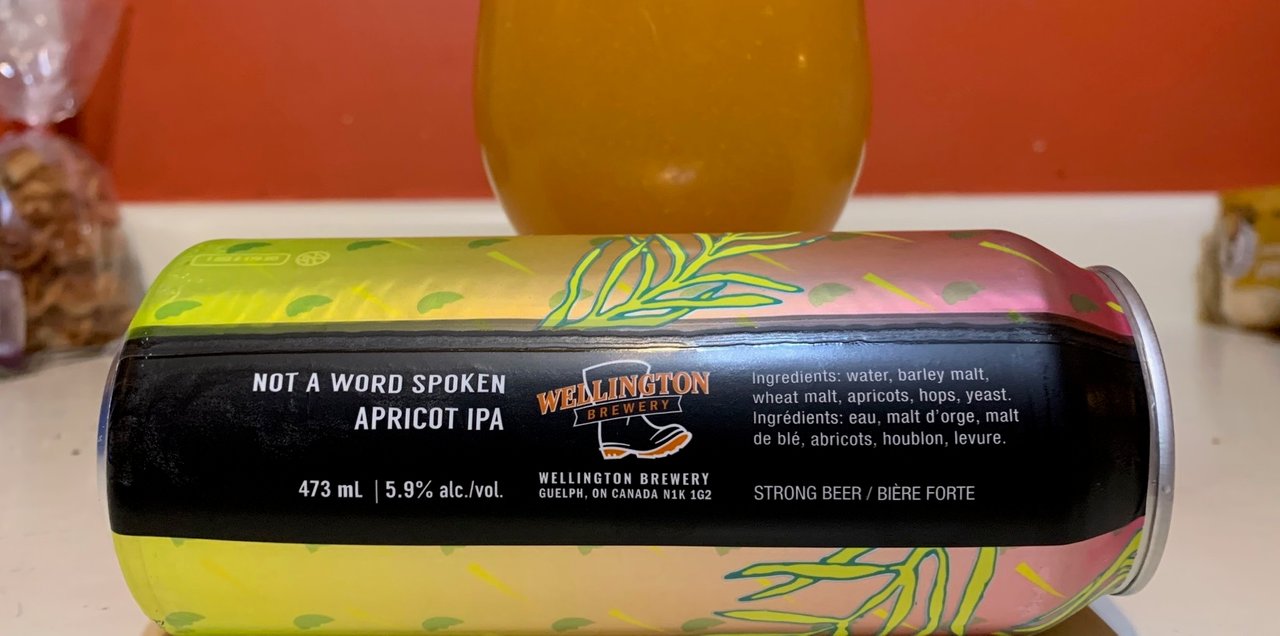 NOT A WORD SPOKEN
APRICOT IPA
473 mL | 5.9% alc./vol.
WELLINGTON
BREWERY
WELLINGTON BREWERY
GUELPH, ON CANADA N1K 1G2
Ingredients: water, barley malt,
wheat malt, apricots, hops, yeast.
Ingrédients: eau, malt d'orge, malt
de blé, abricots, houblon, levure.
STRONG BEER / BIÈRE FORTE